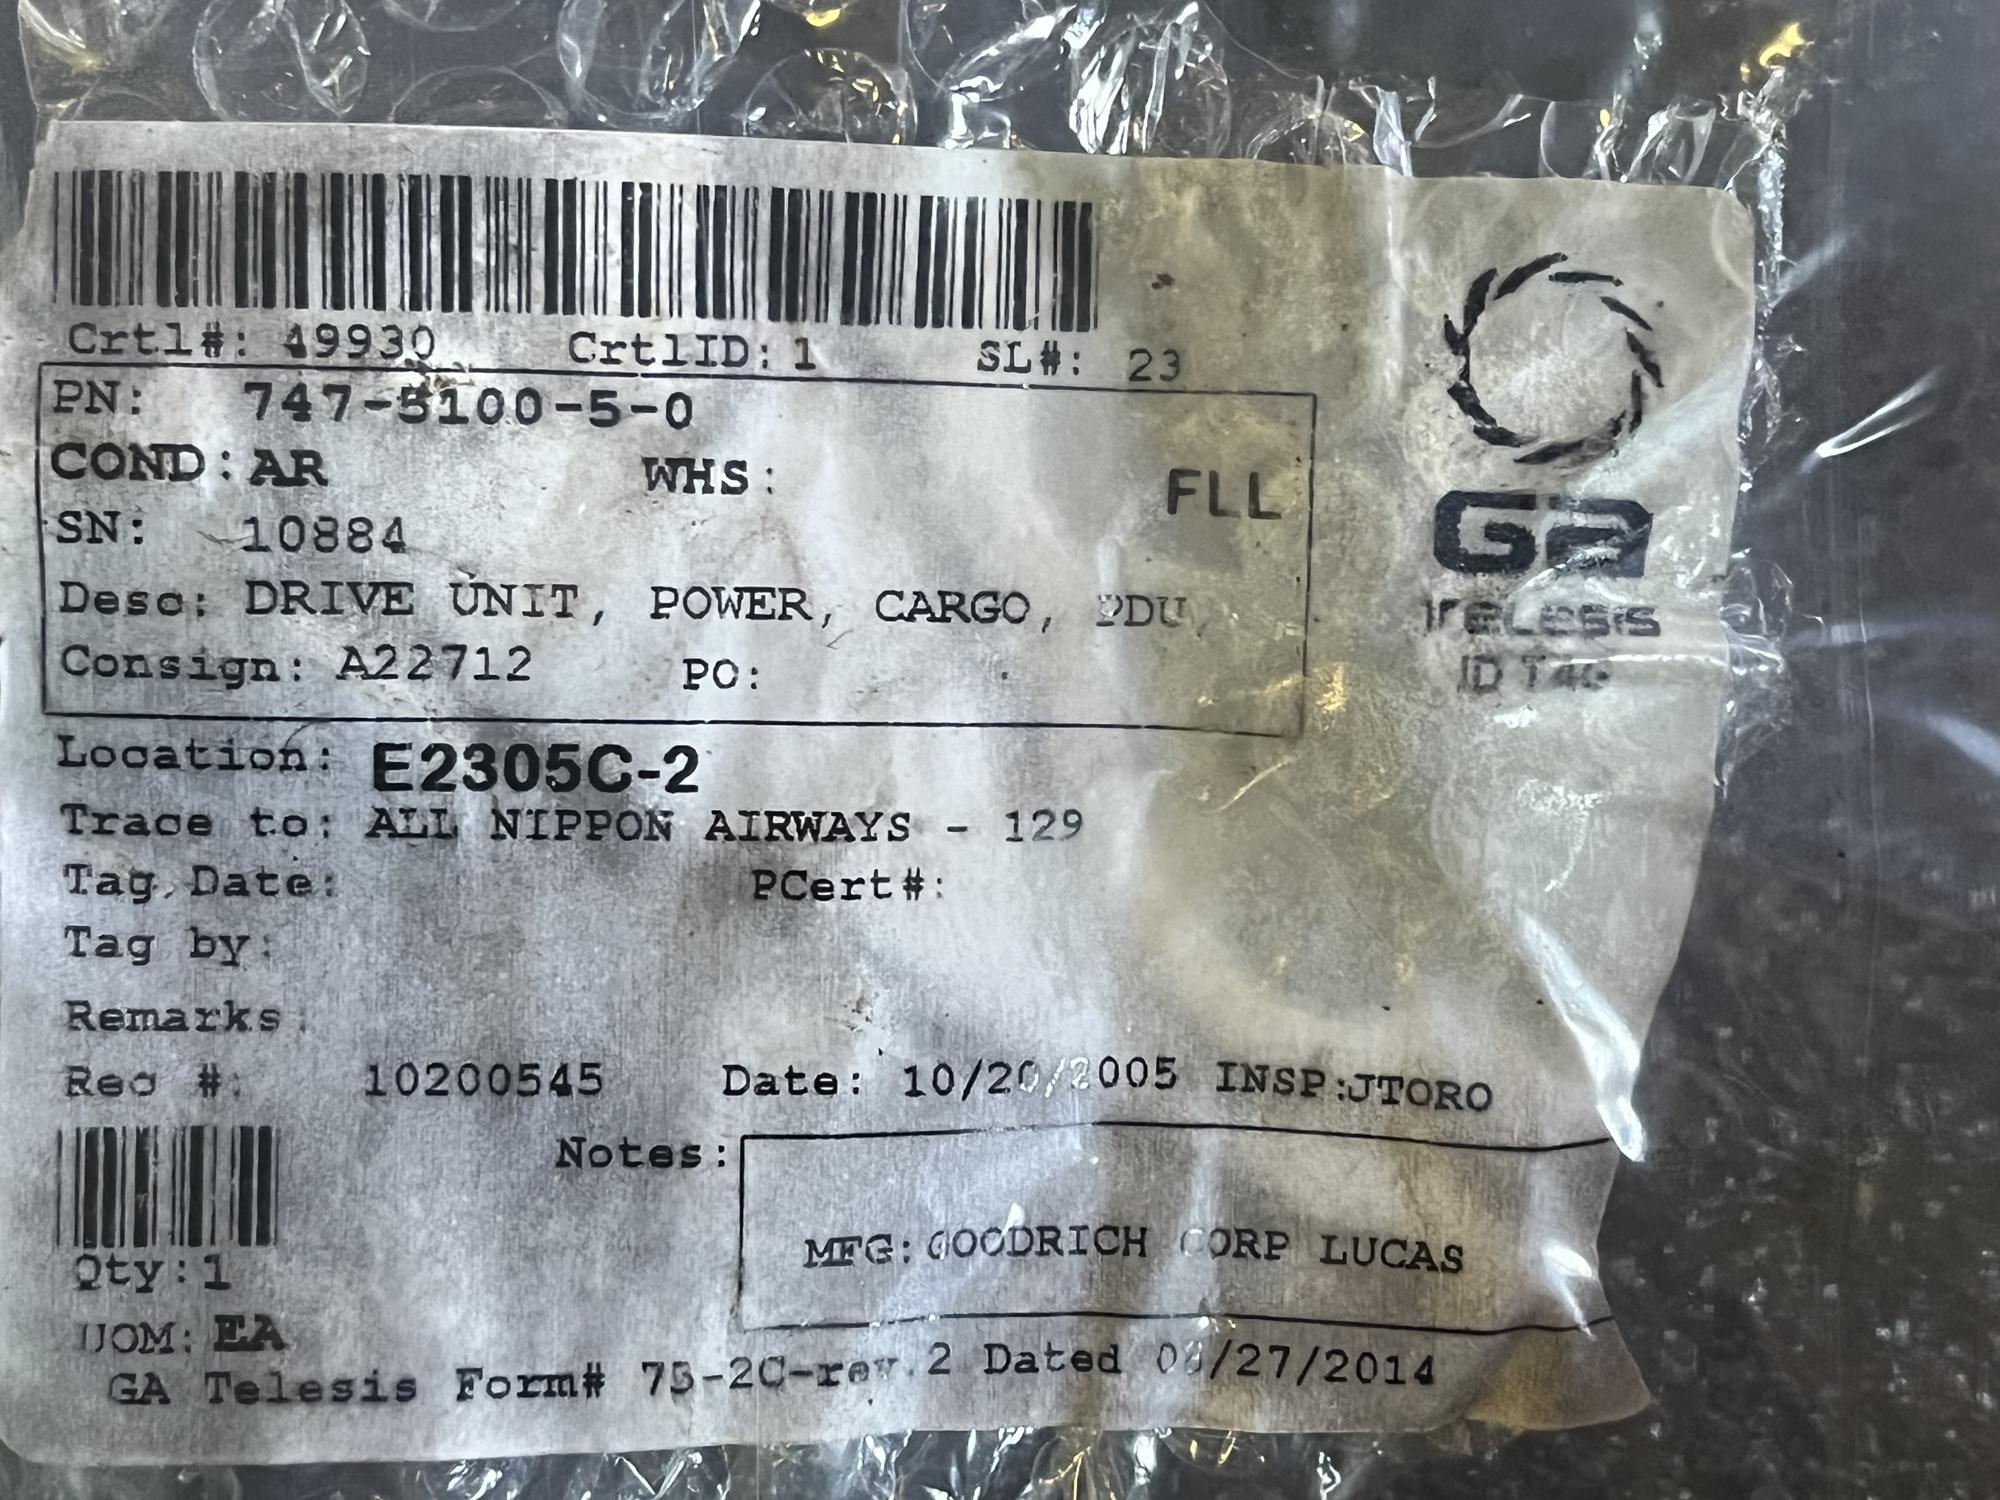 Crtl#: 49930 CrtlID: 1 SL#: 23
PN: 747-5100-5-0
COND: AR WHS: FLL
SN: 10884
Desc: DRIVE UNIT, POWER, CARGO, PDU,
Consign: A22712 PO:
GA
TELESIS
ID TAG
Location: E2305C-2
Trace to: ALL NIPPON AIRWAYS - 129
Tag Date: PCert#:
Tag by:
Remarks:
Rec #: 10200545 Date: 10/20/2005 INSP:JTORO
Notes:
MFG: GOODRICH CORP LUCAS
Qty: 1
UOM: EA
GA Telesis Form# 75-2C-rev.2 Dated